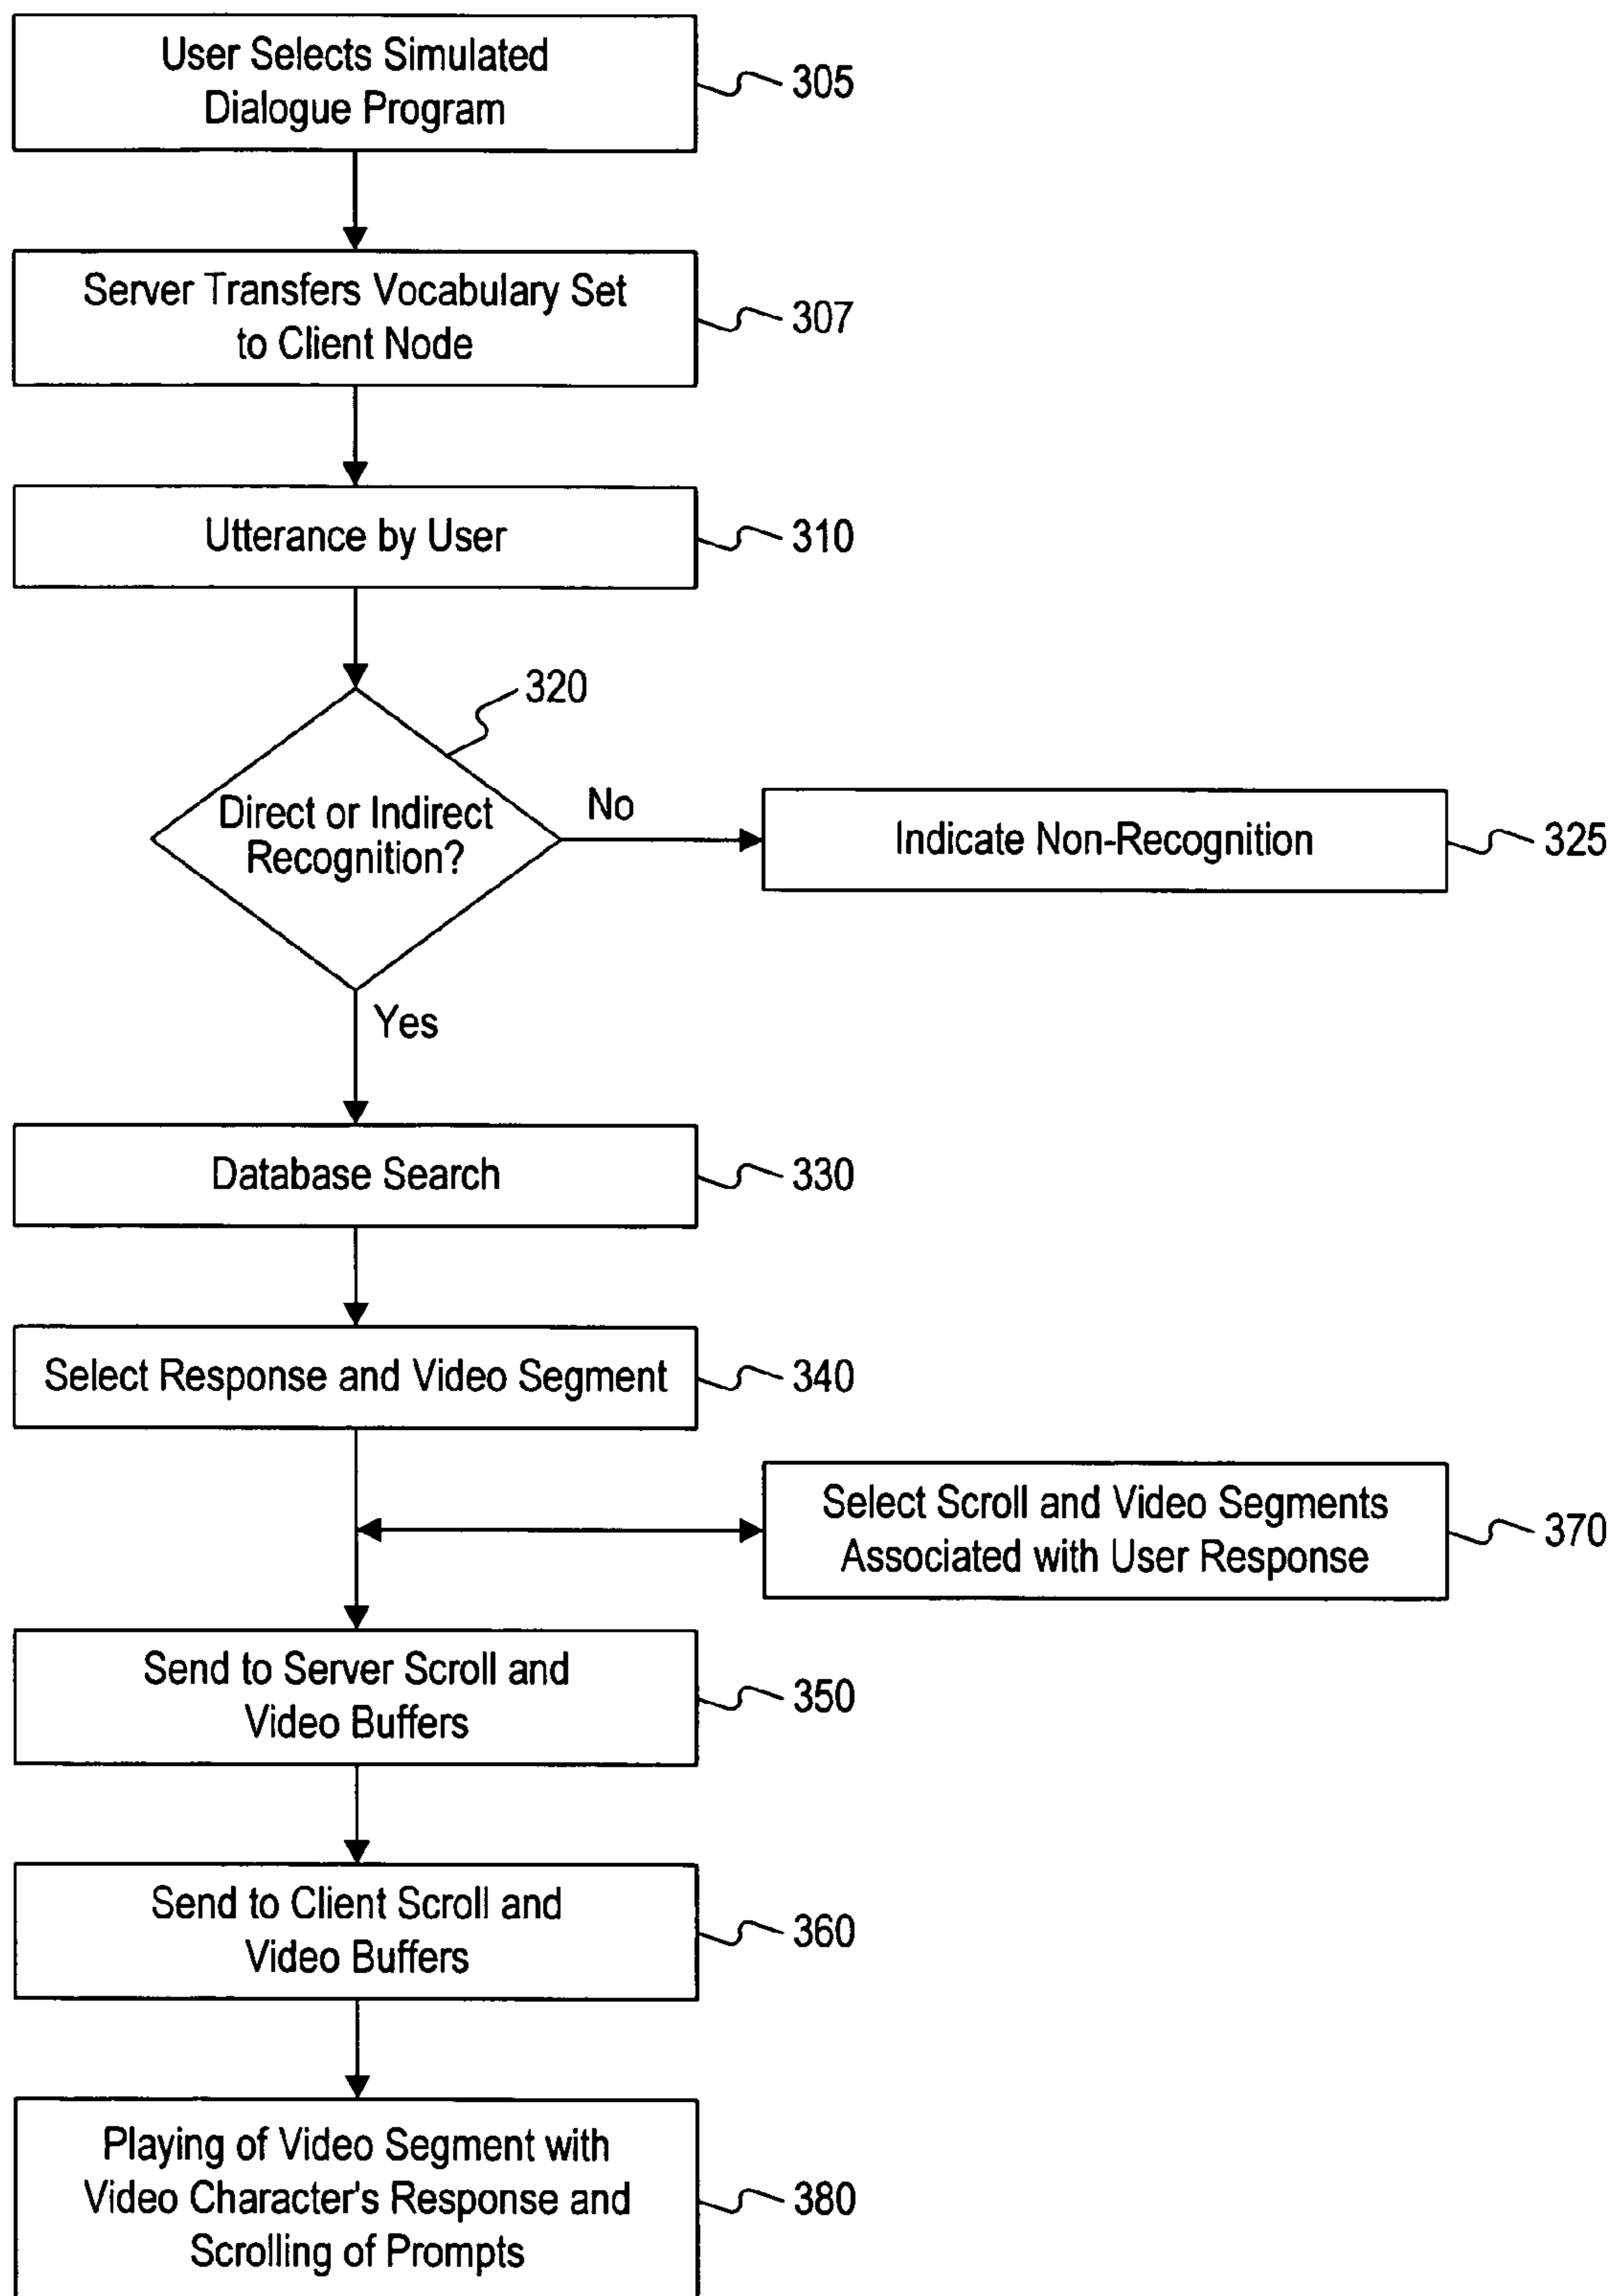 User Selects Simulated
Dialogue Program
305
Server Transfers Vocabulary Set
to Client Node
307
Utterance by User
310
320
Direct or Indirect
Recognition?
No
Indicate Non-Recognition
325
Yes
Database Search
330
Select Response and Video Segment
340
Select Scroll and Video Segments
Associated with User Response
370
Send to Server Scroll and
Video Buffers
350
Send to Client Scroll and
Video Buffers
360
Playing of Video Segment with
Video Character's Response and
Scrolling of Prompts
380